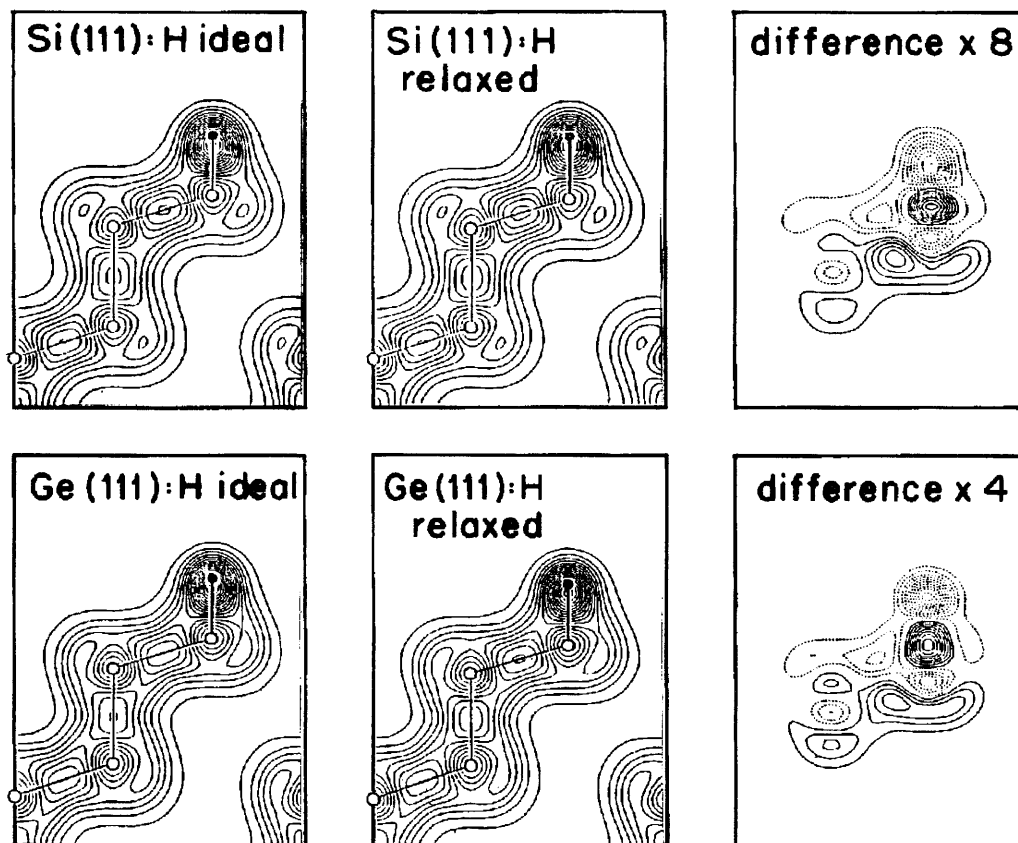 Si(111):H ideal
Si(111):H
relaxed
difference x 8
Ge(111):H ideal
Ge(111):H
relaxed
difference x 4